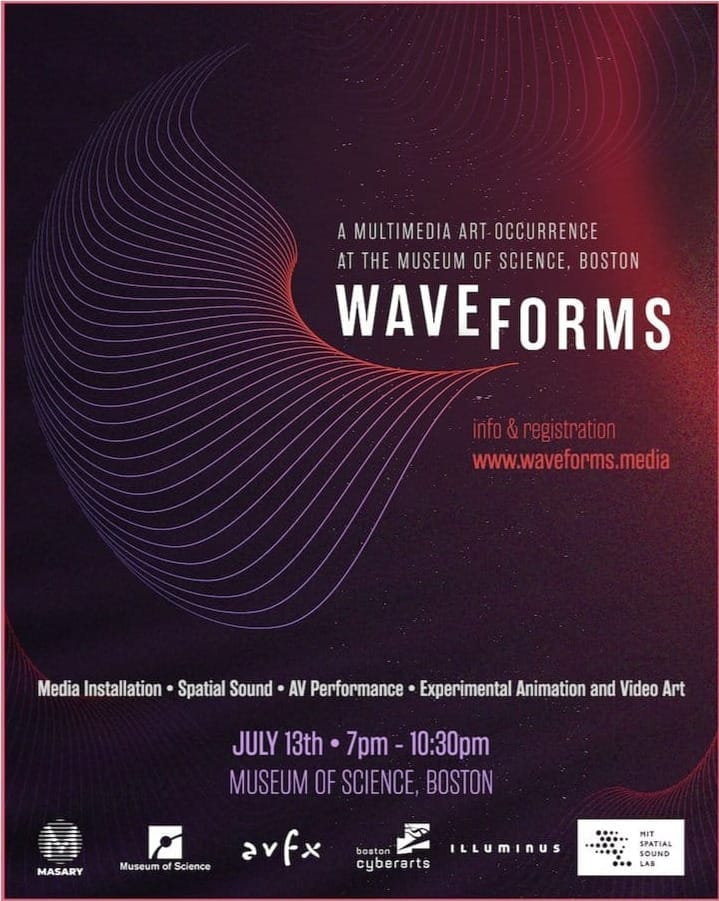 A MULTIMEDIA ART OCCURRENCE
AT THE MUSEUM OF SCIENCE, BOSTON
WAVEFORMS
info & registration
www.waveforms.media
Media Installation • Spatial Sound • AV Performance • Experimental Animation and Video Art
JULY 13th • 7pm - 10:30pm
MUSEUM OF SCIENCE, BOSTON
MASARY
Museum of Science
avfx
boston
cyberarts
ILLUMINUS
MIT
SPATIAL
SOUND
LAB